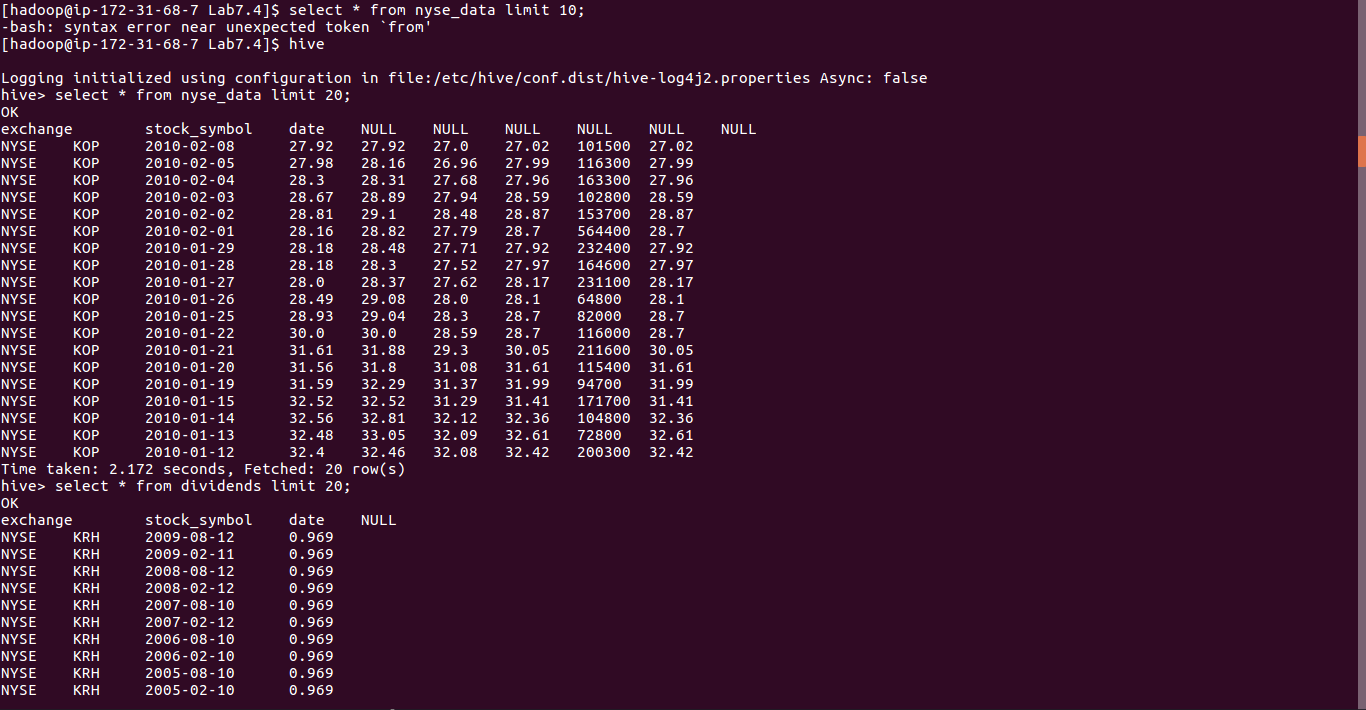 [hadoop@ip-172-31-68-7 Lab7.4]$ select * from nyse_data limit 10;
-bash: syntax error near unexpected token `from'
[hadoop@ip-172-31-68-7 Lab7.4]$ hive
Logging initialized using configuration in file:/etc/hive/conf.dist/hive-log4j2.properties Async: false
hive> select * from nyse_data limit 20;
OK
exchange stock_symbol date NULL NULL NULL NULL NULL NULL
NYSE KOP 2010-02-08 27.92 27.92 27.0 27.02 101500 27.02
NYSE KOP 2010-02-05 27.98 28.16 26.96 27.99 116300 27.99
NYSE KOP 2010-02-04 28.3 28.31 27.68 27.96 163300 27.96
NYSE KOP 2010-02-03 28.67 28.89 27.94 28.59 102800 28.59
NYSE KOP 2010-02-02 28.81 29.1 28.48 28.87 153700 28.87
NYSE KOP 2010-02-01 28.16 28.82 27.79 28.7 564400 28.7
NYSE KOP 2010-01-29 28.18 28.48 27.71 27.92 232400 27.92
NYSE KOP 2010-01-28 28.18 28.3 27.52 27.97 164600 27.97
NYSE KOP 2010-01-27 28.0 28.37 27.62 28.17 231100 28.17
NYSE KOP 2010-01-26 28.49 29.08 28.0 28.1 64800 28.1
NYSE KOP 2010-01-25 28.93 29.04 28.3 28.7 82000 28.7
NYSE KOP 2010-01-22 30.0 30.0 28.59 28.7 116000 28.7
NYSE KOP 2010-01-21 31.61 31.88 29.3 30.05 211600 30.05
NYSE KOP 2010-01-20 31.56 31.8 31.08 31.61 115400 31.61
NYSE KOP 2010-01-19 31.59 32.29 31.37 31.99 94700 31.99
NYSE KOP 2010-01-15 32.52 32.52 31.29 31.41 171700 31.41
NYSE KOP 2010-01-14 32.56 32.81 32.12 32.36 104800 32.36
NYSE KOP 2010-01-13 32.48 33.05 32.09 32.61 72800 32.61
NYSE KOP 2010-01-12 32.4 32.46 32.08 32.42 200300 32.42
Time taken: 2.172 seconds, Fetched: 20 row(s)
hive> select * from dividends limit 20;
OK
exchange stock_symbol date NULL
NYSE KRH 2009-08-12 0.969
NYSE KRH 2009-02-11 0.969
NYSE KRH 2008-08-12 0.969
NYSE KRH 2008-02-12 0.969
NYSE KRH 2007-08-10 0.969
NYSE KRH 2007-02-12 0.969
NYSE KRH 2006-08-10 0.969
NYSE KRH 2006-02-10 0.969
NYSE KRH 2005-08-10 0.969
NYSE KRH 2005-02-10 0.969